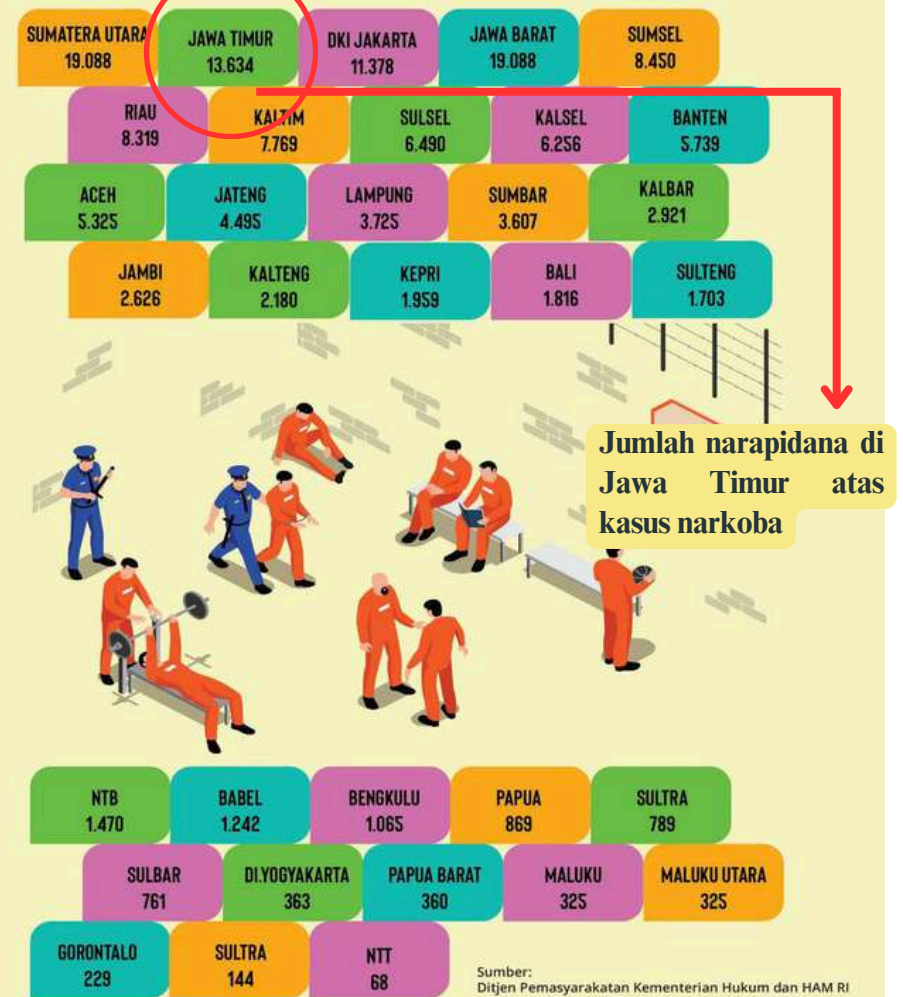 SUMATERA UTARA
19.088
JAWA TIMUR
13.634
DKI JAKARTA
11.378
JAWA BARAT
19.088
SUMSEL
8.450
RIAU
8.319
KALTIM
7.769
SULSEL
6.490
KALSEL
6.256
BANTEN
5.739
ACEH
5.325
JATENG
4.495
LAMPUNG
3.725
SUMBAR
3.607
KALBAR
2.921
JAMBI
2.626
KALTENG
2.180
KEPRI
1.959
BALI
1.816
SULTENG
1.703
Jumlah narapidana di
Jawa Timur atas
kasus narkoba
NTB
1.470
BABEL
1.242
BENGKULU
1.065
PAPUA
869
SULTRA
789
SULBAR
761
DI.YOGYAKARTA
363
PAPUA BARAT
360
MALUKU
325
MALUKU UTARA
325
GORONTALO
229
SULTRA
144
NTT
68
Sumber:
Ditjen Pemasyarakatan Kementerian Hukum dan HAM RI